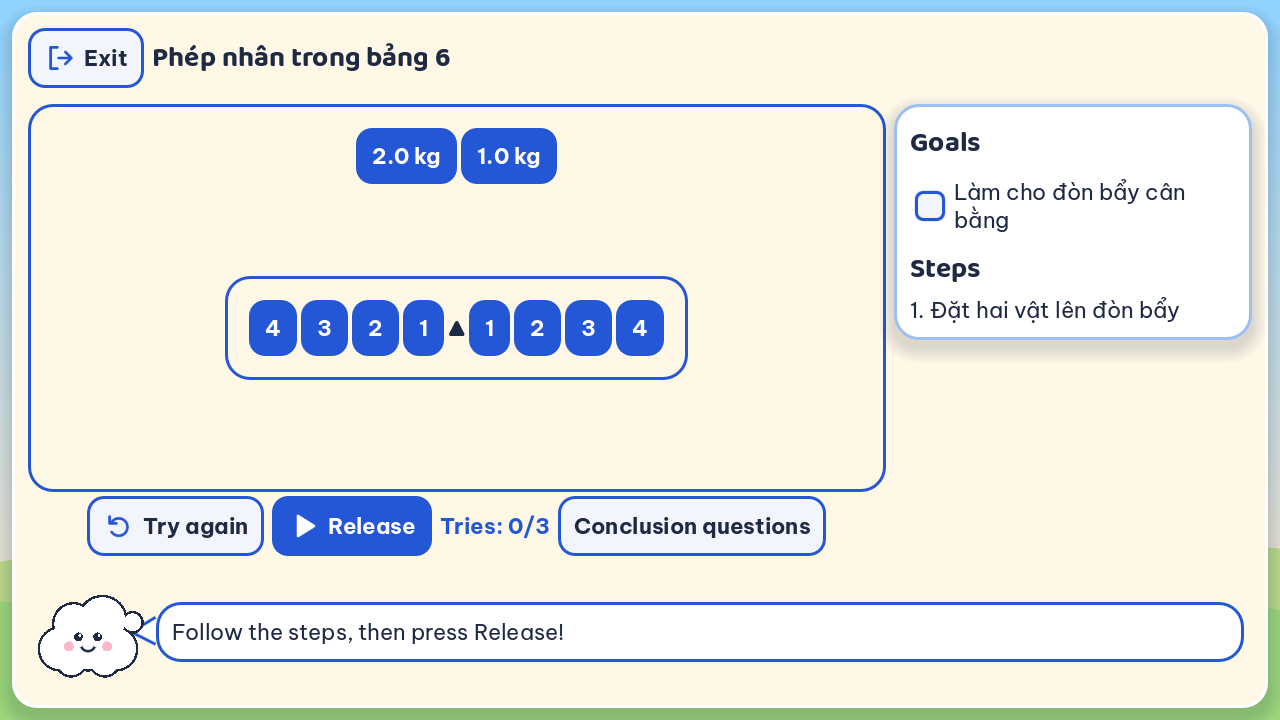 Exit
Phép nhân trong bảng 6
2.0 kg 1.0 kg
4 3 2 1 1 2 3 4
Try again
Release
Tries: 0/3
Conclusion questions
Goals
Làm cho đòn bẩy cân
bằng
Steps
1. Đặt hai vật lên đòn bẩy
Follow the steps, then press Release!